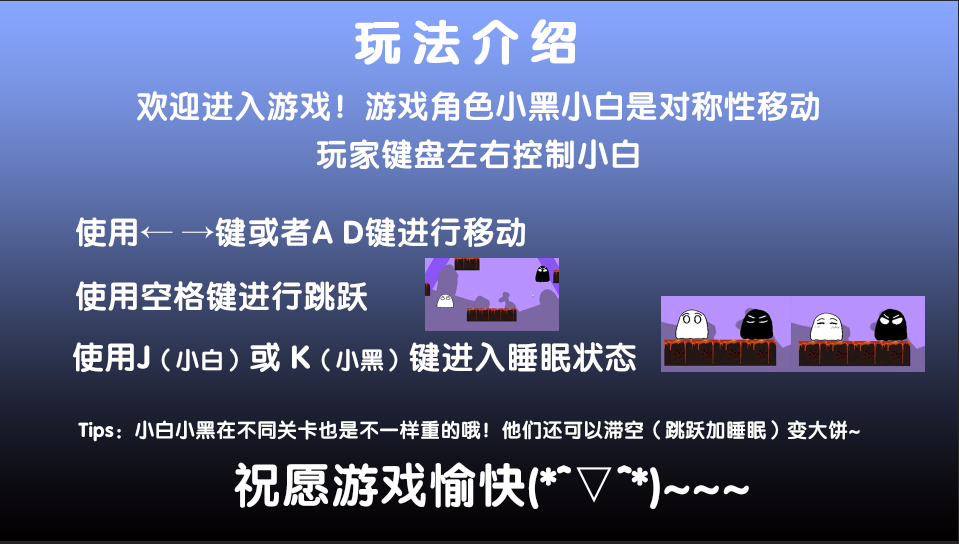 玩法介绍
欢迎进入游戏！游戏角色小黑小白是对称性移动
玩家键盘左右控制小白
使用← →键或者A D键进行移动
使用空格键进行跳跃
使用J（小白）或 K（小黑）键进入睡眠状态
Tips：小白小黑在不同关卡也是不一样重的哦！他们还可以滞空（跳跃加睡眠）变大饼~
祝愿游戏愉快(*^▽^*)~~~